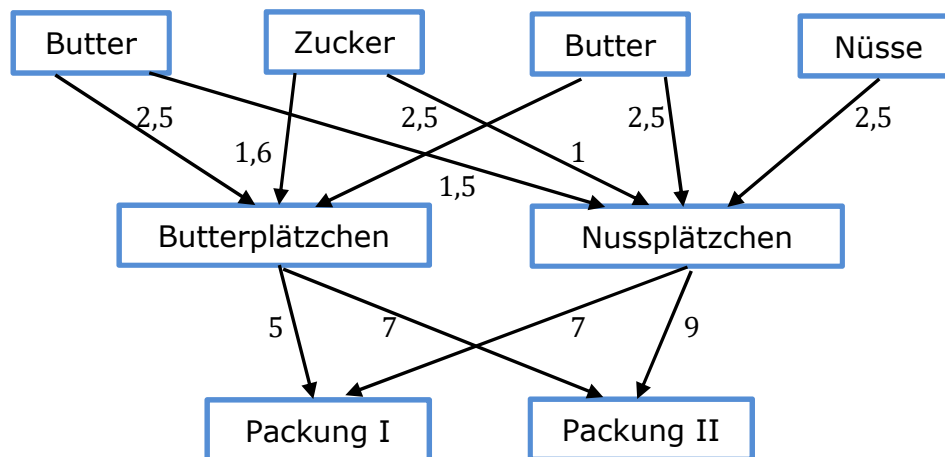 Butter
Zucker
Butter
Nüsse
2,5
2,5
2,5
2,5
1,6
1
1,5
Butterplätzchen
Nussplätzchen
5
7
7
9
Packung I
Packung II